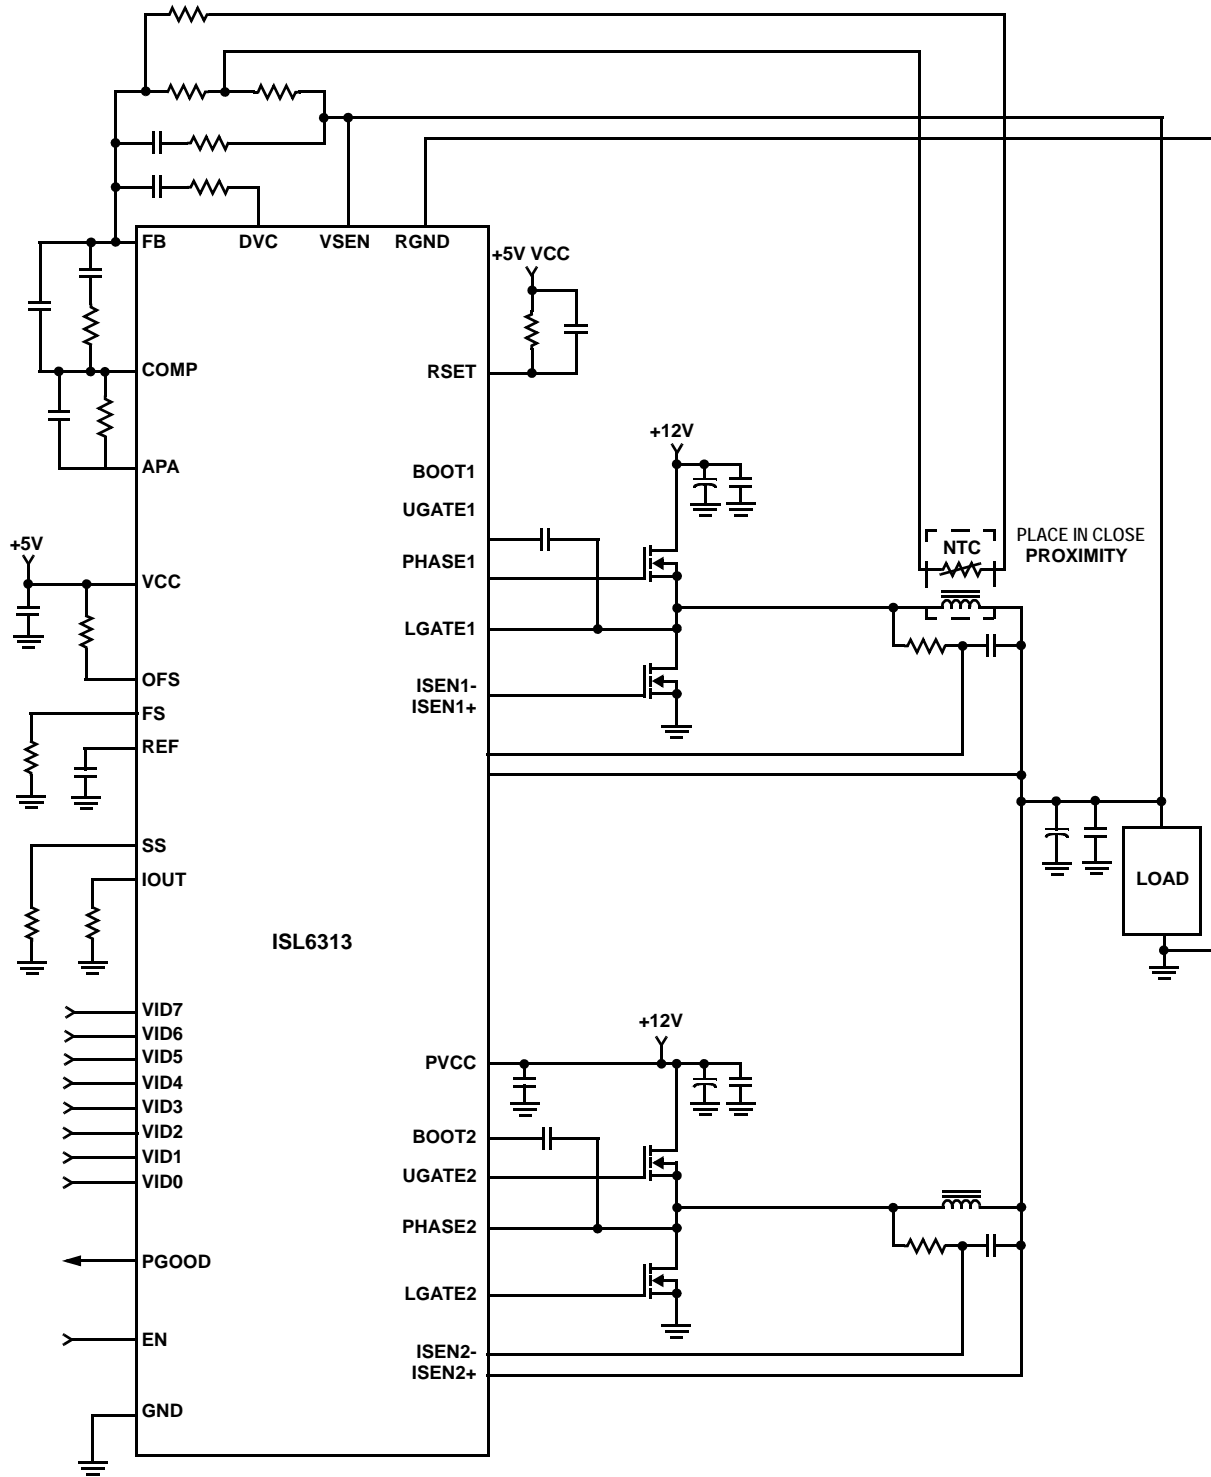 FB
DVC
VSEN
RGND
+5V VCC
COMP
RSET
+12V
APA
BOOT1
UGATE1
+5V
PHASE1
NTC
PLACE IN CLOSE
PROXIMITY
VCC
LGATE1
OFS
ISEN1-
ISEN1+
FS
REF
SS
IOUT
LOAD
ISL6313
VID7
VID6
VID5
VID4
VID3
VID2
VID1
VID0
+12V
PVCC
BOOT2
UGATE2
PHASE2
PGOOD
LGATE2
EN
ISEN2-
ISEN2+
GND